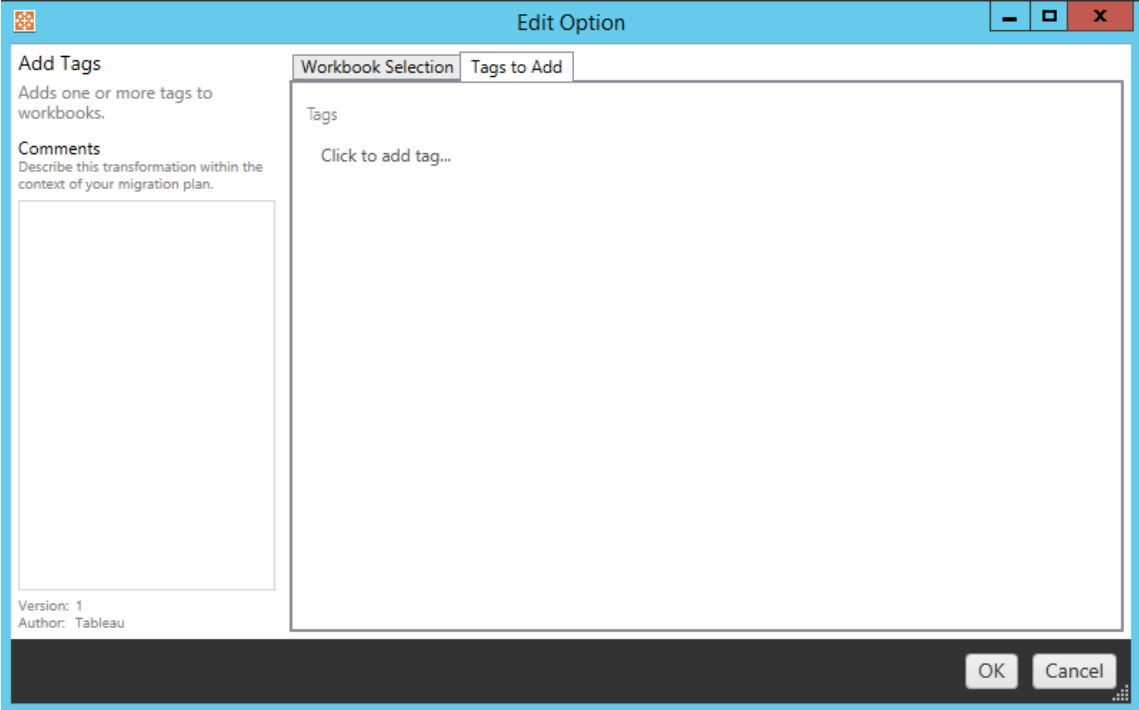 Edit Option
Add Tags
Adds one or more tags to
workbooks.
Comments
Describe this transformation within the
context of your migration plan.
Version: 1
Author: Tableau
Workbook Selection
Tags to Add
Tags
Click to add tag...
OK
Cancel